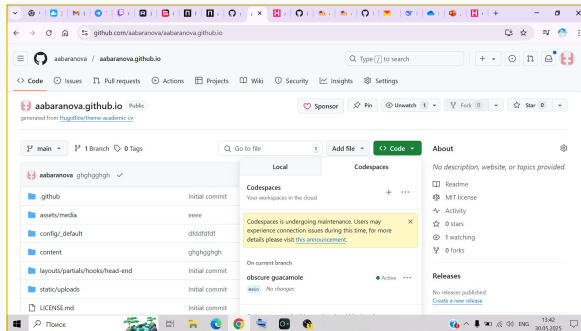 github.com/aabaranova/aabaranova.github.io
aabaranova / aabaranova.github.io
Type / to search
Code
Issues
Pull requests
Actions
Projects
Wiki
Security
Insights
Settings
aabaranova.github.io Public
generated from HugoBlox/theme-academic-cv
Sponsor
Pin
Unwatch 1
Fork 0
Star 0
main
1 Branch
0 Tags
Go to file
Add file
Code
aabaranova ghghgghgh
.github Initial commit
assets/media eeee
config/_default dfddfdfdf
content ghghgghgh
layouts/partials/hooks/head-end Initial commit
static/uploads Initial commit
LICENSE.md Initial commit
Local
Codespaces
Codespaces
Your workspaces in the cloud
Codespaces is undergoing maintenance. Users may
experience connection issues during this time, for more
details please visit this announcement.
On current branch
obscure guacamole
Active
main No changes
About
No description, website, or topics provided.
Readme
MIT license
Activity
0 stars
1 watching
0 forks
Releases
No releases published
Create a new release
Поиск
ENG
13:42
30.05.2025